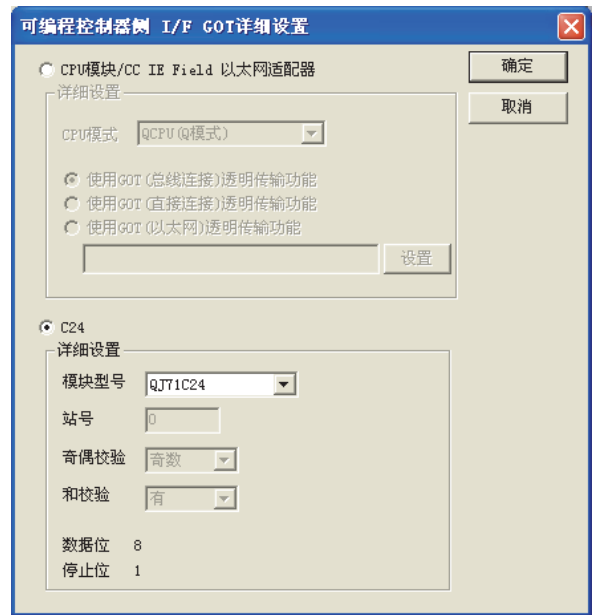 可编程控制器侧 I/F GOT详细设置
CPU模块/CC IE Field 以太网适配器
确定
取消
详细设置
CPU模式 QCPU(Q模式)
使用GOT(总线连接)透明传输功能
使用GOT(直接连接)透明传输功能
使用GOT(以太网)透明传输功能
设置
C24
详细设置
模块型号 QJ71C24
站号 0
奇偶校验 奇数
和校验 有
数据位 8
停止位 1